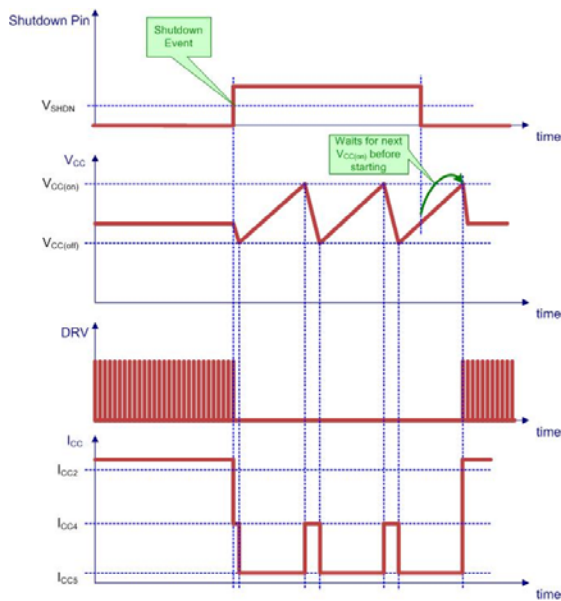 Shutdown Pin
Shutdown
Event
VSHDN
time
VCC
Waits for next
VCC(on) before
starting
VCC(on)
VCC(off)
time
DRV
time
ICC
ICC2
ICC4
ICC5
time